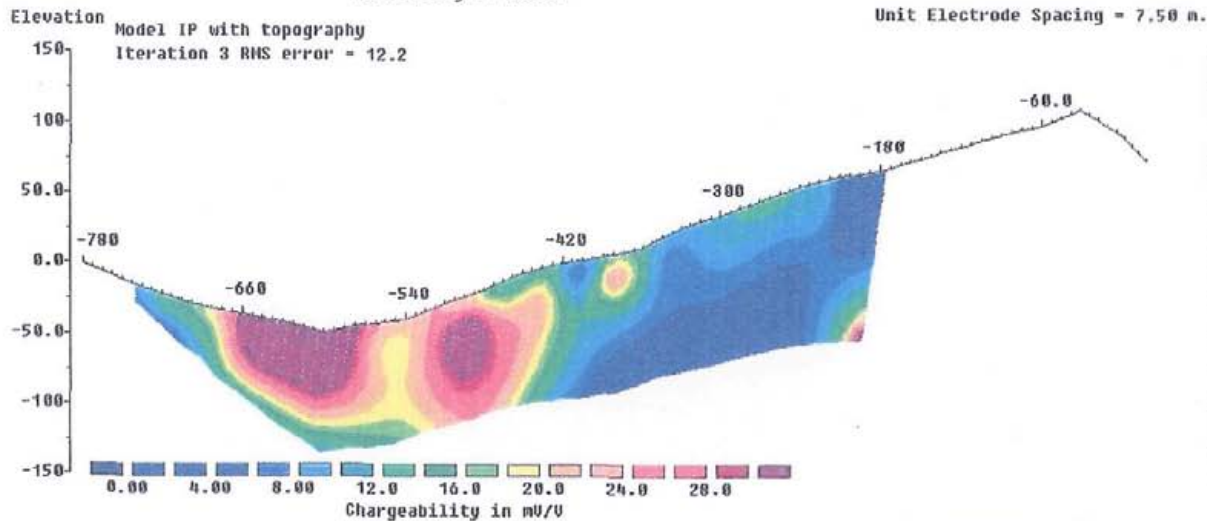 Elevation
Model IP with topography
Iteration 3 RMS error = 12.2
Unit Electrode Spacing = 7.50 m.
150
100
50.0
0.0
-50.0
-100
-150
-780
-660
-540
-420
-300
-180
-60.0
0.00 4.00 8.00 12.0 16.0 20.0 24.0 28.0
Chargeability in mV/V